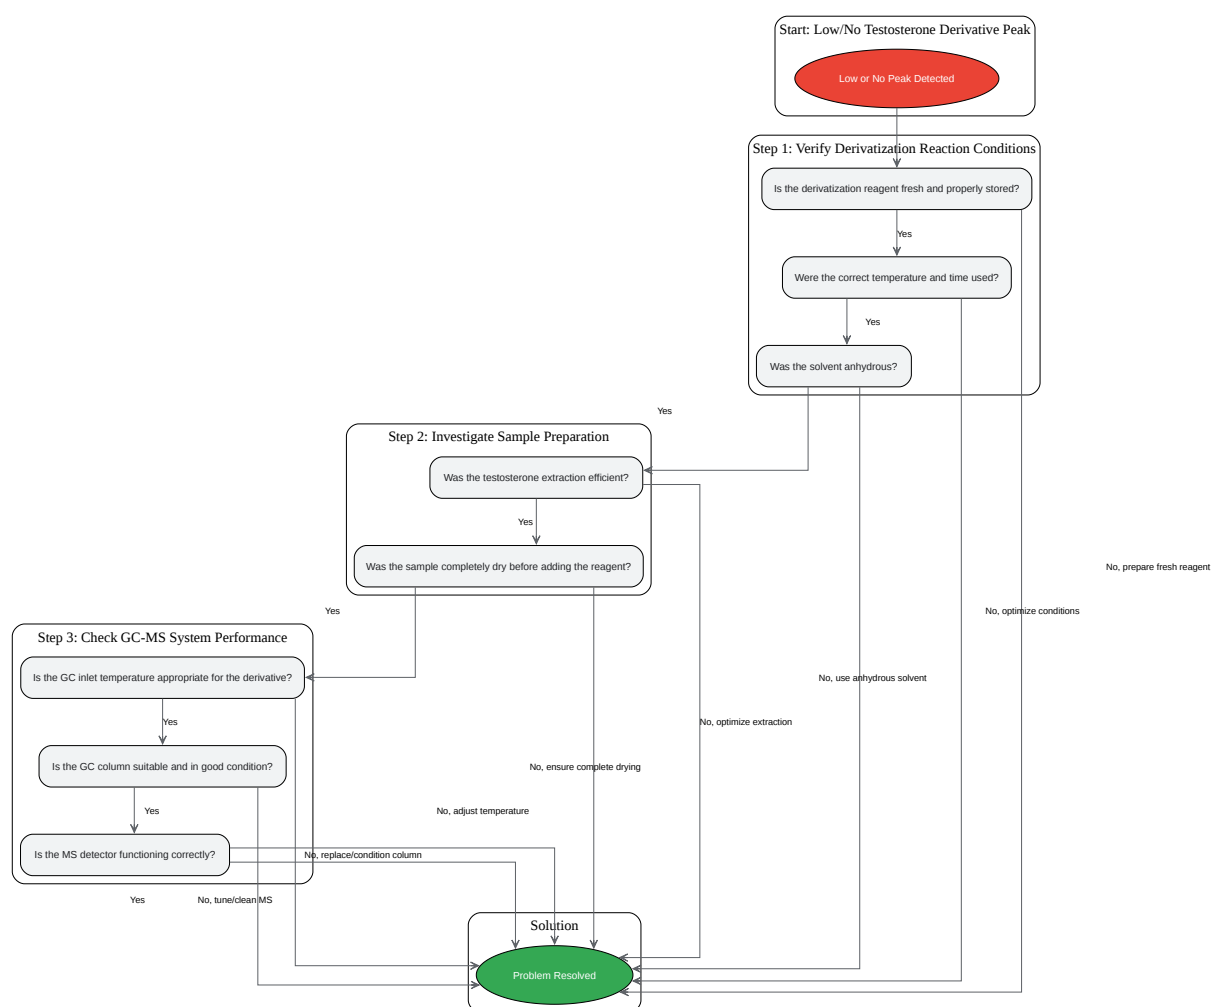 Start: Low/No Testosterone Derivative Peak
Low or No Peak Detected
Step 1: Verify Derivatization Reaction Conditions
Is the derivatization reagent fresh and properly stored?
Yes
Were the correct temperature and time used?
Yes
Was the solvent anhydrous?
Yes
Step 2: Investigate Sample Preparation
Was the testosterone extraction efficient?
Yes
Was the sample completely dry before adding the reagent?
No, prepare fresh reagent
Yes
No, optimize conditions
Step 3: Check GC-MS System Performance
Is the GC inlet temperature appropriate for the derivative?
No, use anhydrous solvent
Yes
No, optimize extraction
Is the GC column suitable and in good condition?
No, ensure complete drying
Yes
No, adjust temperature
Is the MS detector functioning correctly?
No, replace/condition column
Yes
No, tune/clean MS
Solution
Problem Resolved